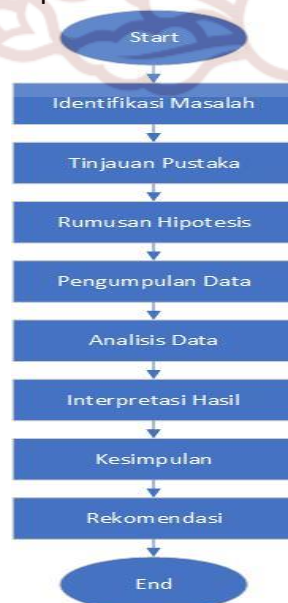 Start
Identifikasi Masalah
Tinjauan Pustaka
Rumusan Hipotesis
Pengumpulan Data
Analisis Data
Interpretasi Hasil
Kesimpulan
Rekomendasi
End